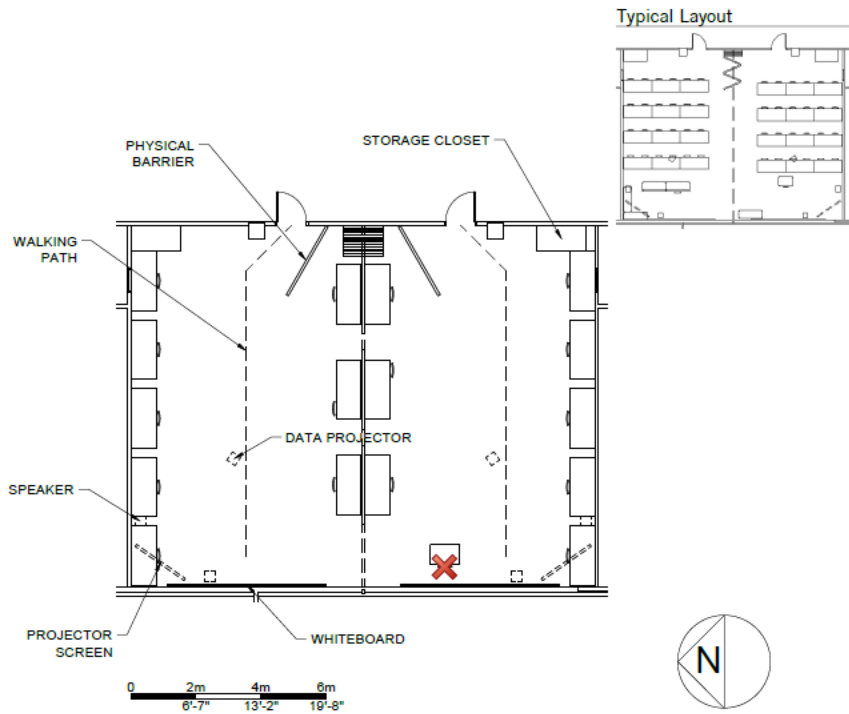 Typical Layout
PHYSICAL
BARRIER
STORAGE CLOSET
WALKING
PATH
DATA PROJECTOR
SPEAKER
PROJECTOR
SCREEN
WHITEBOARD
0 2m 4m 6m
6'-7" 13'-2" 19'-8"
N